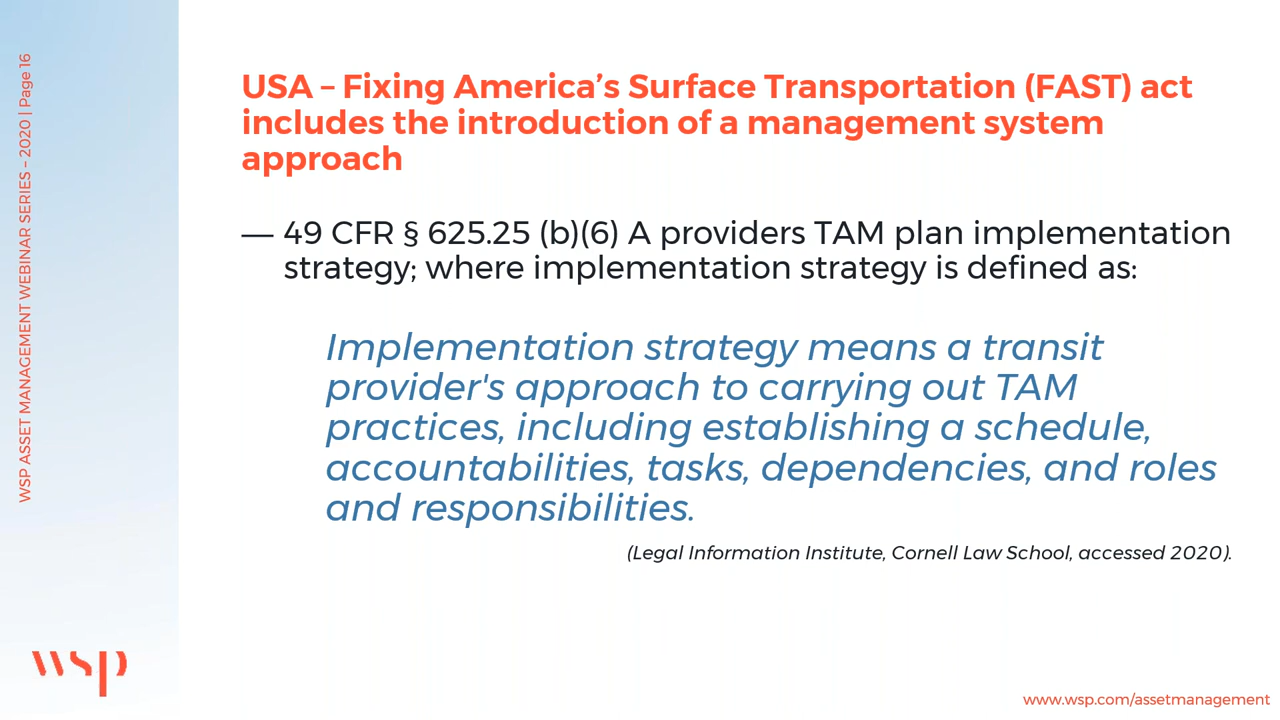 WSP ASSET MANAGEMENT WEBINAR SERIES – 2020 | Page 16
USA – Fixing America’s Surface Transportation (FAST) act
includes the introduction of a management system
approach
— 49 CFR § 625.25 (b)(6) A providers TAM plan implementation
strategy; where implementation strategy is defined as:
Implementation strategy means a transit
provider's approach to carrying out TAM
practices, including establishing a schedule,
accountabilities, tasks, dependencies, and roles
and responsibilities.
(Legal Information Institute, Cornell Law School, accessed 2020).
wsp
www.wsp.com/assetmanagement